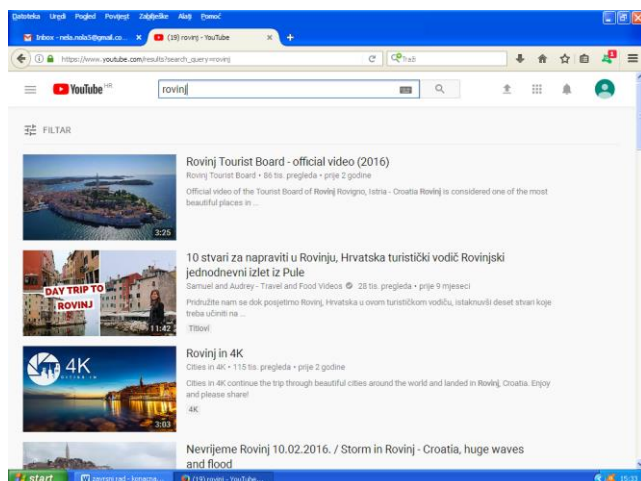 Datoteka Uredi Pogled Povijest Zabilješke Alati Pomoć
Inbox - nela.nola5@gmail.co... × (19) rovinj - YouTube × +
https://www.youtube.com/results?search_query=rovinj Traži
YouTube HR rovinj
FILTAR
Rovinj Tourist Board - official video (2016)
Rovinj Tourist Board • 86 tis. pregleda • prije 2 godine
Official video of the Tourist Board of Rovinj Rovigno, Istria - Croatia Rovinj is considered one of the most
beautiful places in ...
3:25
10 stvari za napraviti u Rovinju, Hrvatska turistički vodič Rovinjski
jednodnevni izlet iz Pule
Samuel and Audrey - Travel and Food Videos 28 tis. pregleda • prije 9 mjeseci
DAY TRIP TO
ROVINJ
Pridružite nam se dok posjetimo Rovinj, Hrvatska u ovom turističkom vodiču, istaknuvši deset stvari koje
treba učiniti na ...
11:42
Titlovi
Rovinj in 4K
Cities in 4K • 115 tis. pregleda • prije 2 godine
4K
CITIES IN
Cities in 4K continue the trip through beautiful cities around the world and landed in Rovinj, Croatia. Enjoy
and please share!
4K
3:03
Nevrijeme Rovinj 10.02.2016. / Storm in Rovinj - Croatia, huge waves
and flood
start završni rad - konačna... (19) rovinj - YouTube... 15:33